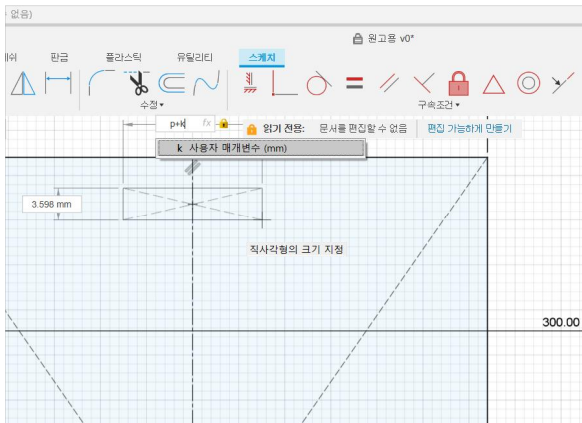 없음)
원고용 v0*
메쉬 판금 플라스틱 유틸리티 스케치
수정▾ 구속조건▾
p+k fx 읽기 전용: 문서를 편집할 수 없음 편집 가능하게 만들기
k 사용자 매개변수 (mm)
3.598 mm
직사각형의 크기 지정
300.00